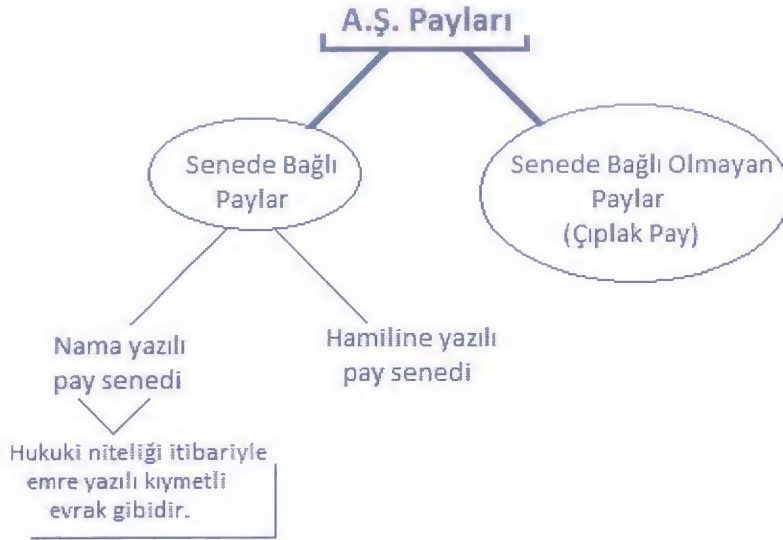 A.Ş. Payları
Senede Bağlı
Paylar
Senede Bağlı Olmayan
Paylar
(Çıplak Pay)
Nama yazılı
pay senedi
Hamiline yazılı
pay senedi
Hukuki niteliği itibariyle
emre yazılı kıymetli
evrak gibidir.